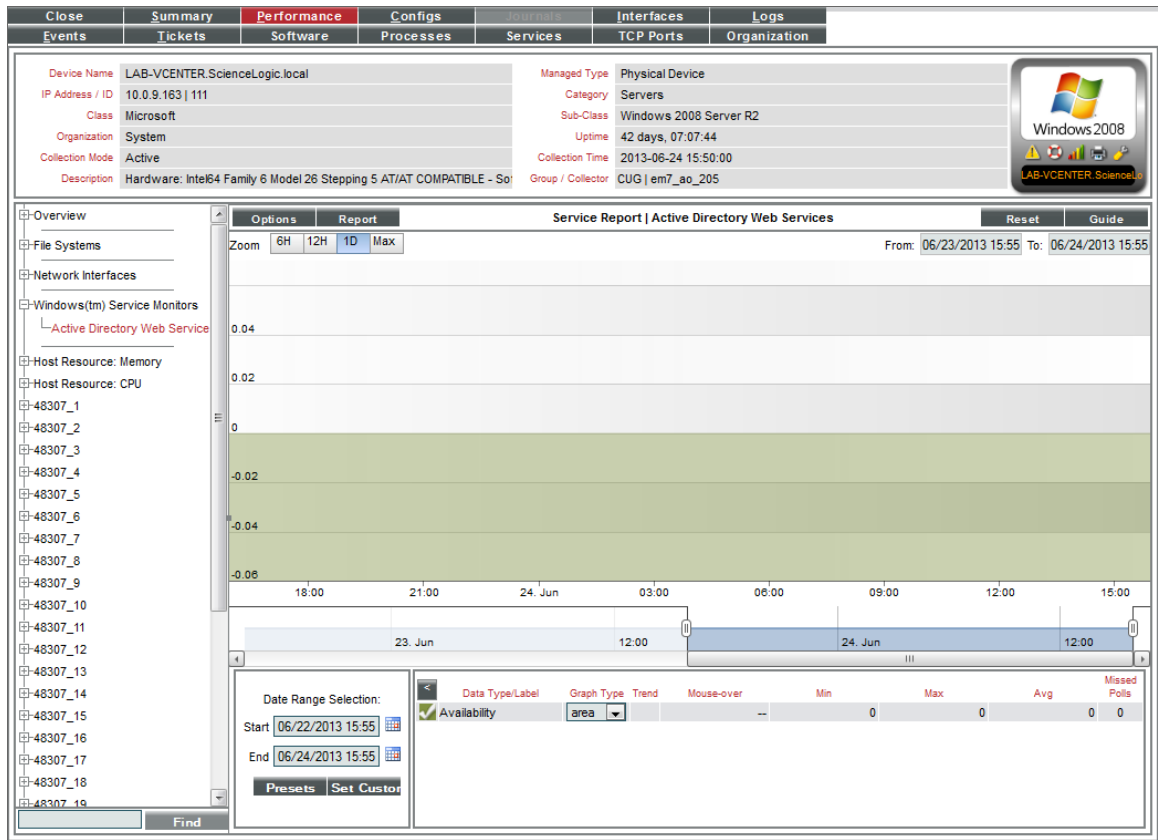 Close Summary Performance Configs Journals Interfaces Logs
Events Tickets Software Processes Services TCP Ports Organization
Device Name LAB-VCENTER.ScienceLogic.local Managed Type Physical Device
IP Address / ID 10.0.9.163 | 111 Category Servers
Class Microsoft Sub-Class Windows 2008 Server R2
Organization System Uptime 42 days, 07:07:44
Collection Mode Active Collection Time 2013-06-24 15:50:00
Description Hardware: Intel64 Family 6 Model 26 Stepping 5 AT/AT COMPATIBLE - So Group / Collector CUG | em7_ao_205
Windows 2008
LAB-VCENTER.ScienceLo
Overview
File Systems
Network Interfaces
Windows(tm) Service Monitors
Active Directory Web Service
Host Resource: Memory
Host Resource: CPU
48307_1
48307_2
48307_3
48307_4
48307_5
48307_6
48307_7
48307_8
48307_9
48307_10
48307_11
48307_12
48307_13
48307_14
48307_15
48307_16
48307_17
48307_18
48307_19
Find
Options Report Service Report | Active Directory Web Services Reset Guide
Zoom 6H 12H 1D Max From: 06/23/2013 15:55 To: 06/24/2013 15:55
0.04
0.02
0
-0.02
-0.04
-0.06
18:00 21:00 24. Jun 03:00 06:00 09:00 12:00 15:00
23. Jun 12:00 24. Jun 12:00
Date Range Selection:
Start 06/22/2013 15:55
End 06/24/2013 15:55
Presets Set Custor
< Data Type/Label Graph Type Trend Mouse-over Min Max Avg Missed Polls
Availability area -- 0 0 0 0